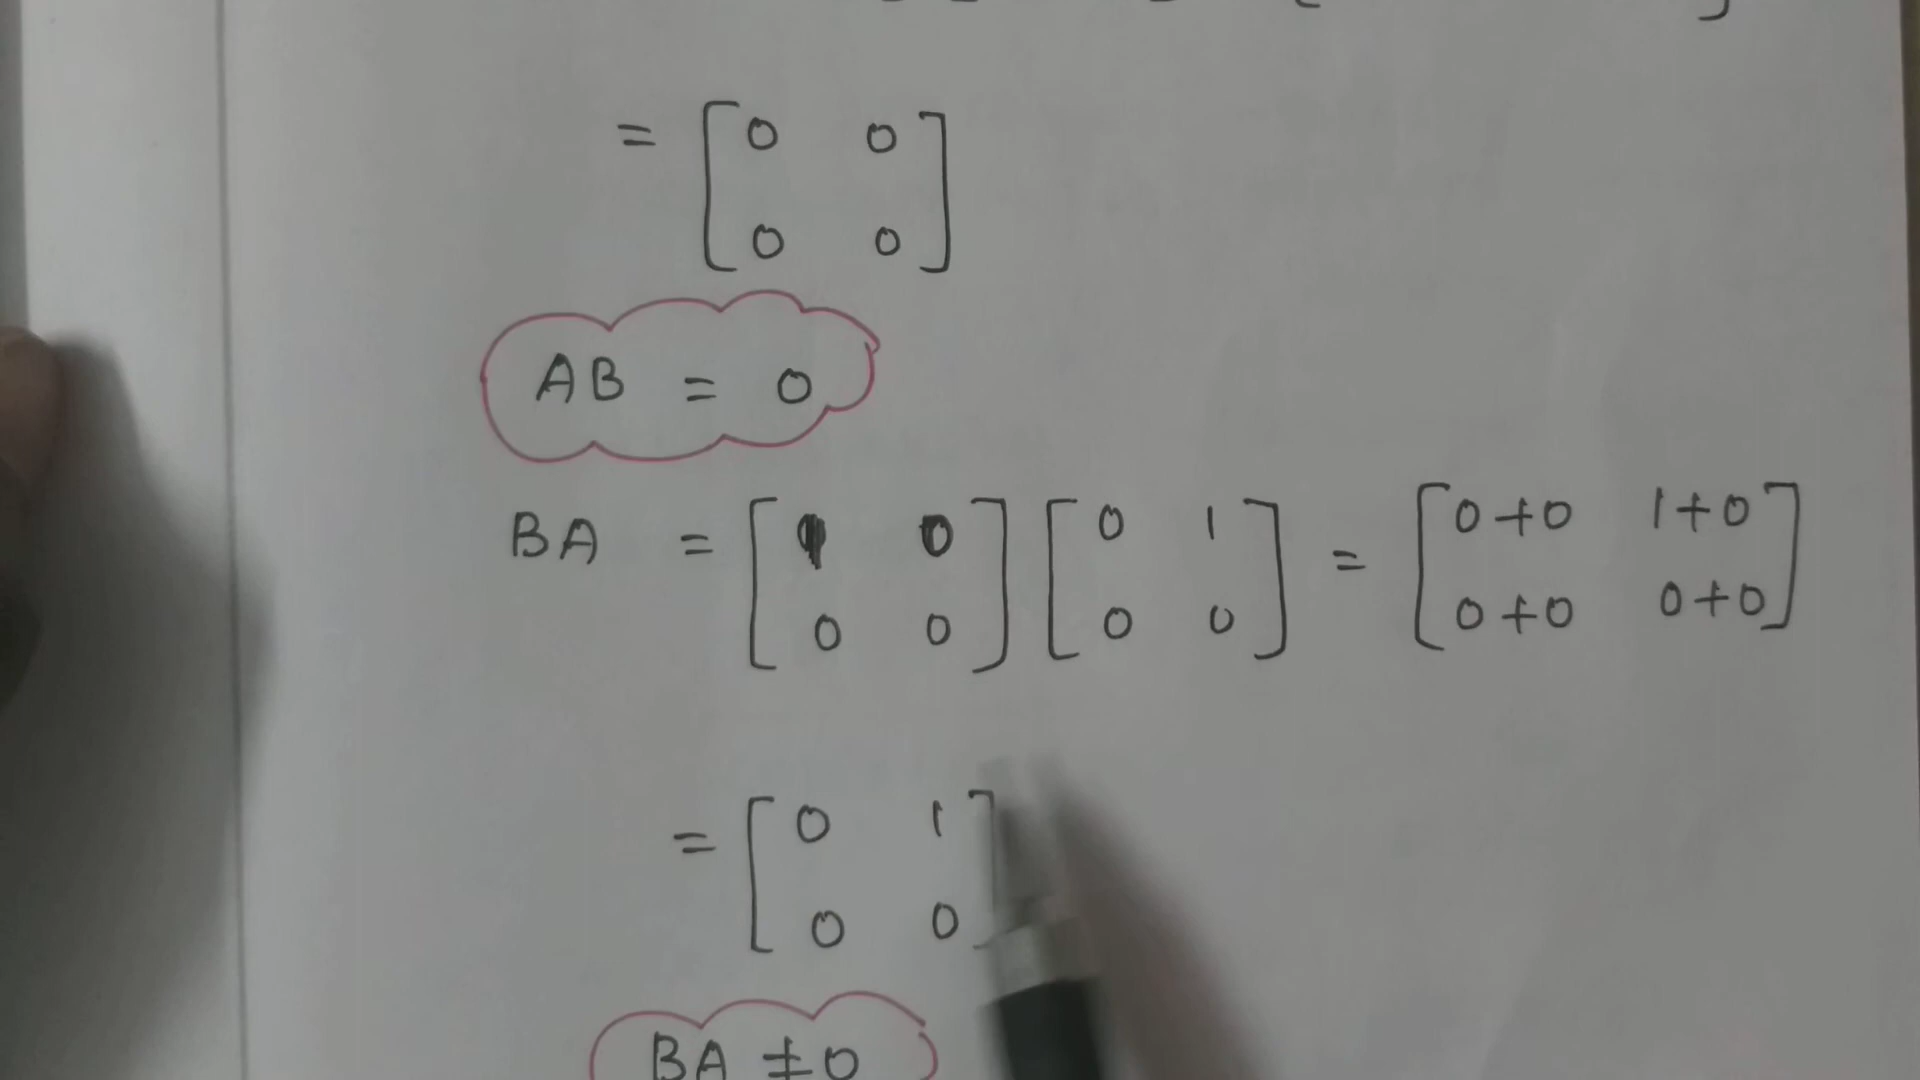 = [ 0 0
0 0 ]
AB = 0
BA = [ 1 0
0 0 ] [ 0 1
0 0 ] = [ 0+0 1+0
0+0 0+0 ]
= [ 0 1
0 0 ]
BA ≠ 0